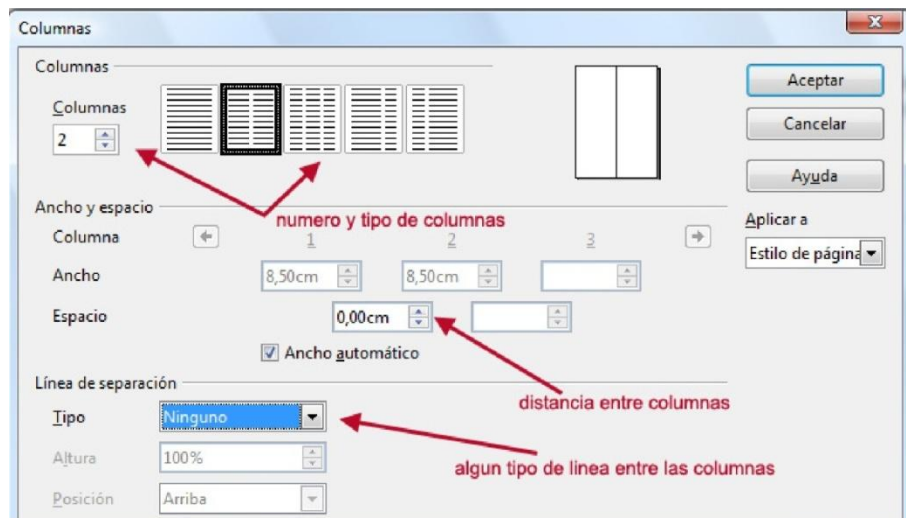 Columnas
Columnas
Aceptar
Columnas
2
Cancelar
Ayuda
Ancho y espacio
numero y tipo de columnas
Aplicar a
Columna 1 2 3
Estilo de página
Ancho 8,50cm 8,50cm
Espacio 0,00cm
Ancho automático
Línea de separación
distancia entre columnas
Tipo Ninguno
Altura 100%
algun tipo de linea entre las columnas
Posición Arriba